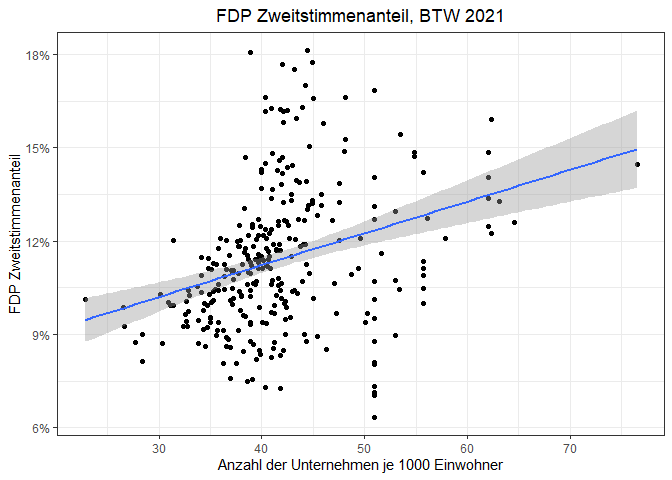 FDP Zweitstimmenanteil, BTW 2021
FDP Zweitstimmenanteil
18%
15%
12%
9%
6%
30 40 50 60 70
Anzahl der Unternehmen je 1000 Einwohner